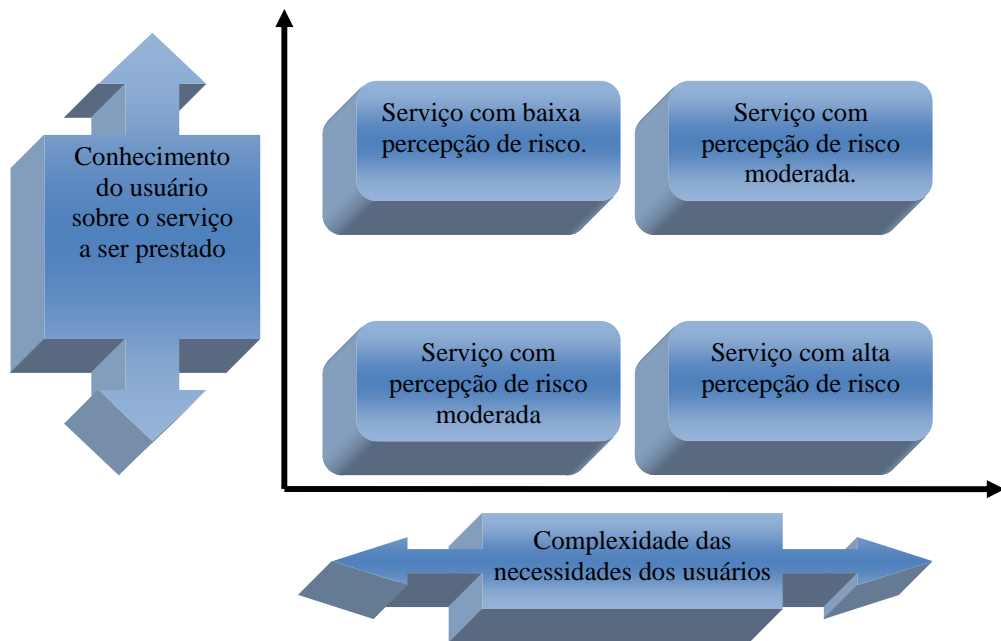 Conhecimento
do usuário
sobre o serviço
a ser prestado
Serviço com baixa
percepção de risco.
Serviço com
percepção de risco
moderada.
Serviço com
percepção de risco
moderada
Serviço com alta
percepção de risco
Complexidade das
necessidades dos usuários